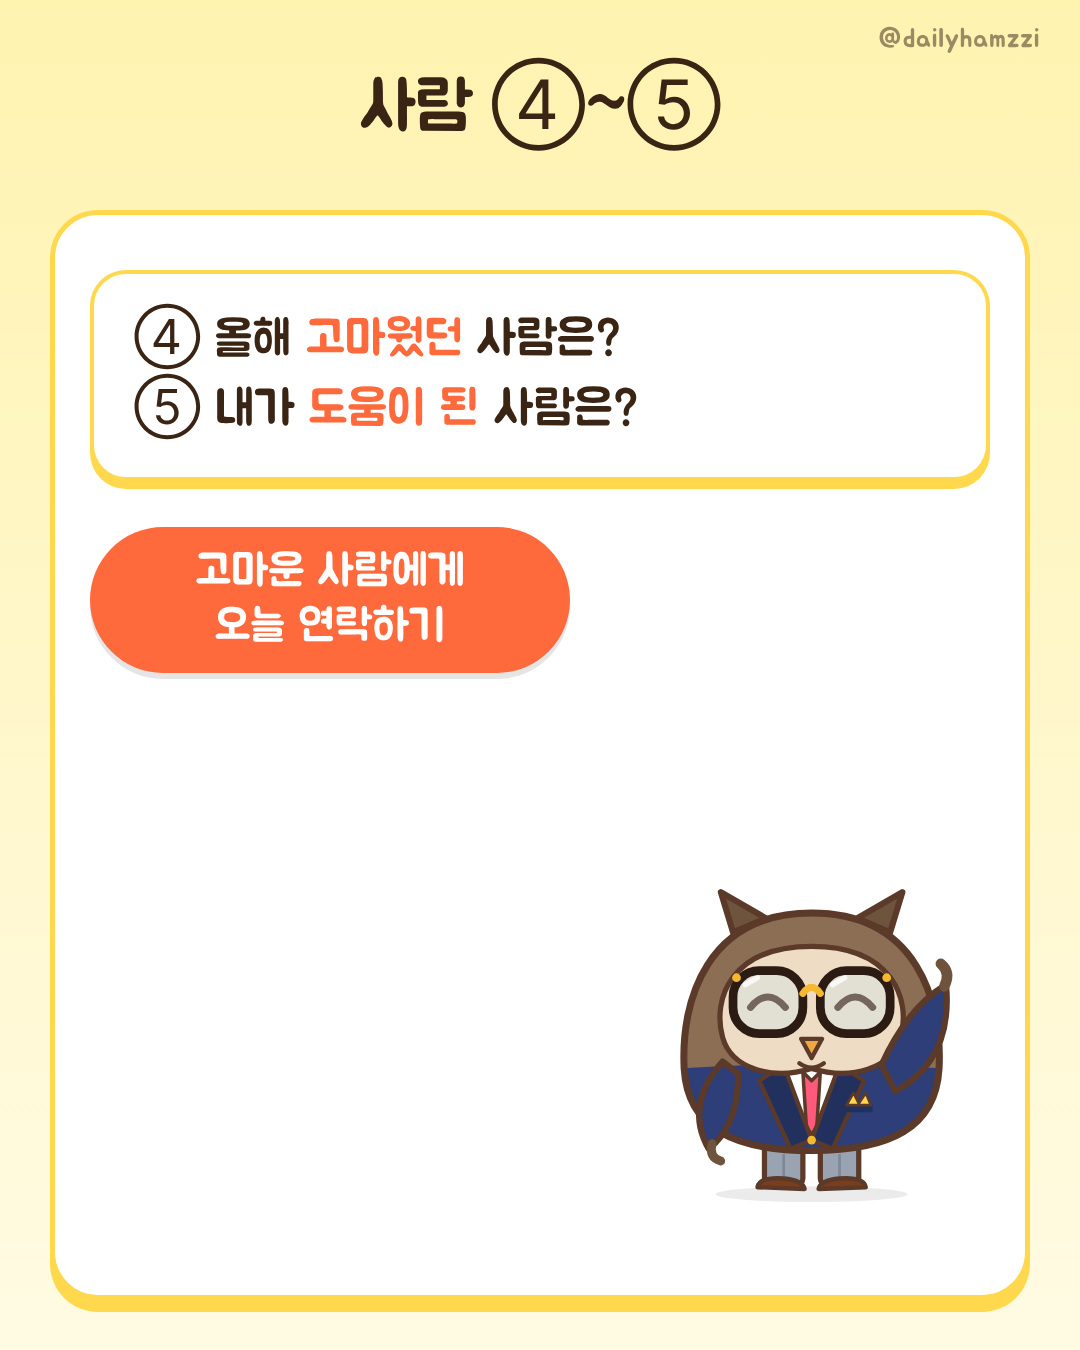 @dailyhamzzi
사람 ④~⑤
④ 올해 고마웠던 사람은?
⑤ 내가 도움이 된 사람은?
고마운 사람에게
오늘 연락하기